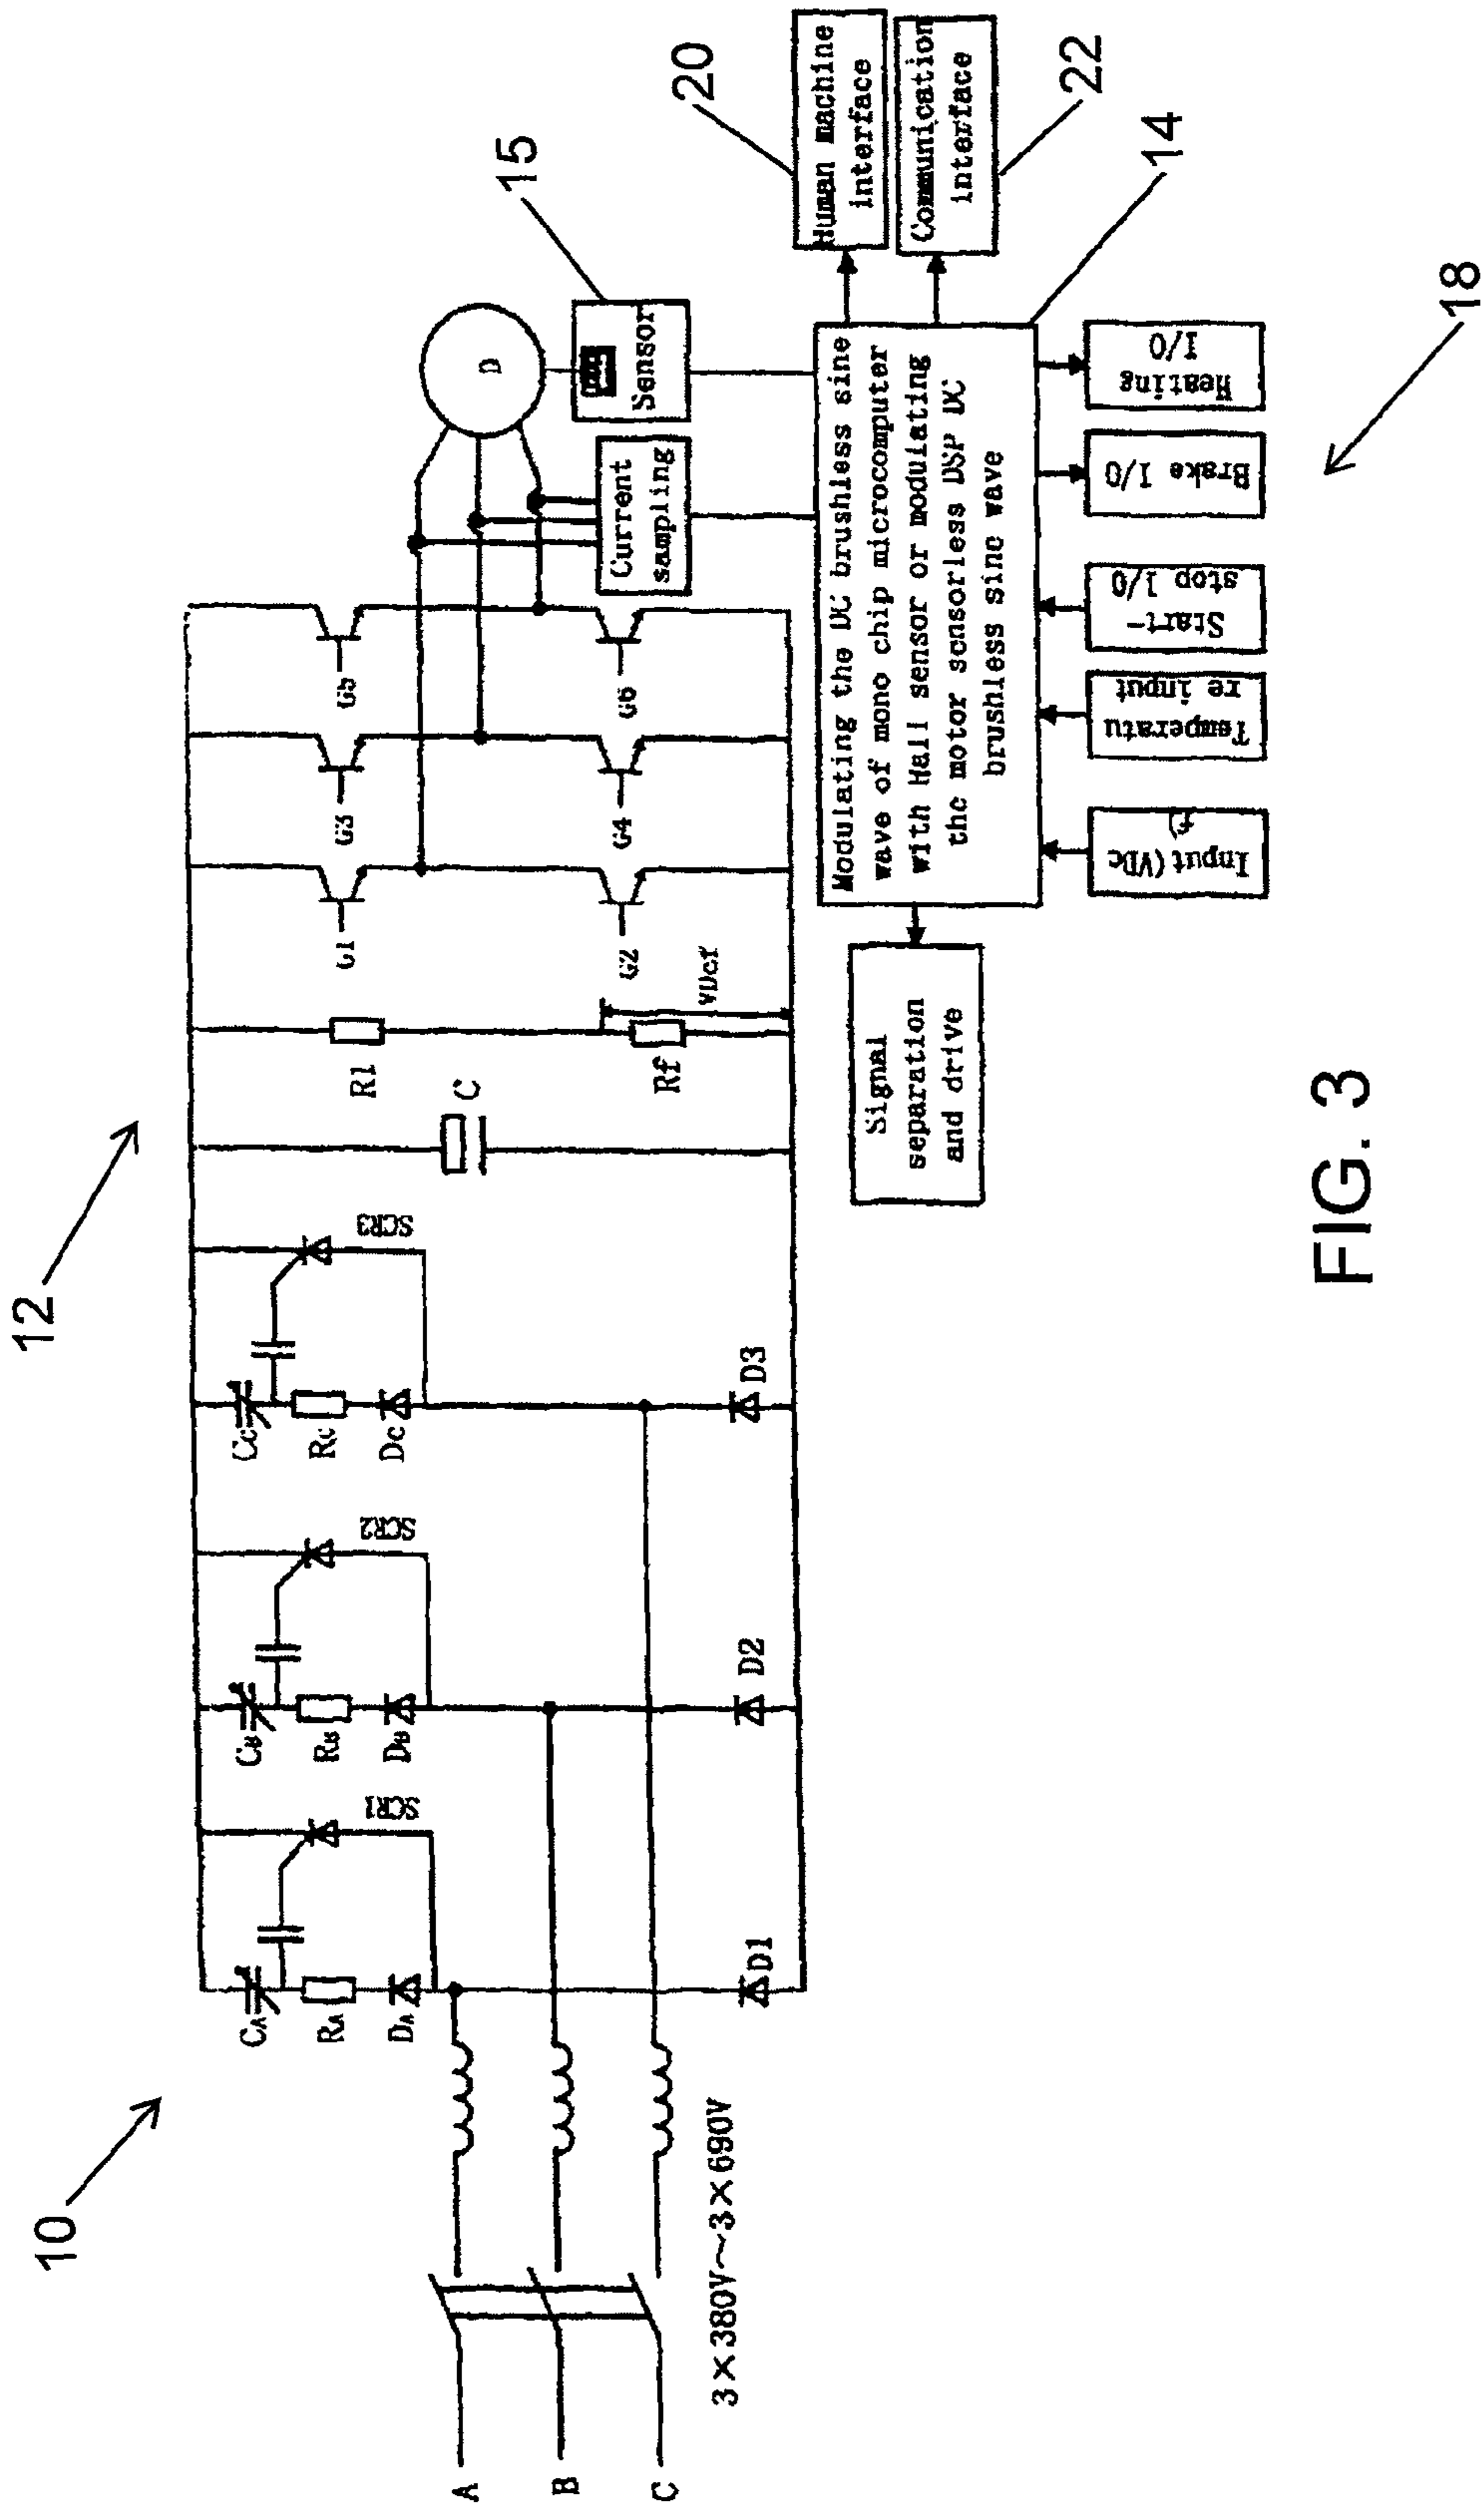 10
12
A
B
C
3×380V~3×690V
CA
RA
DA
SCR1
D1
CB
RB
DB
SCR2
D2
Cc
Rc
Dc
SCR3
D3
C
R1
Rf
VDcf
G1
G2
G3
G4
G5
G6
D
15
Sensor
Current
sampling
Modulating the DC brushless sine
wave of mono chip microcomputer
with Hall sensor or modulating
the motor sensorless DSP DC
brushless sine wave
14
Human machine
interface
20
Communication
interface
22
Signal
separation
and drive
Input(VDc
f)
Temperatu
re input
Start-
stop I/O
Brake I/O
Heating
I/O
18
FIG. 3